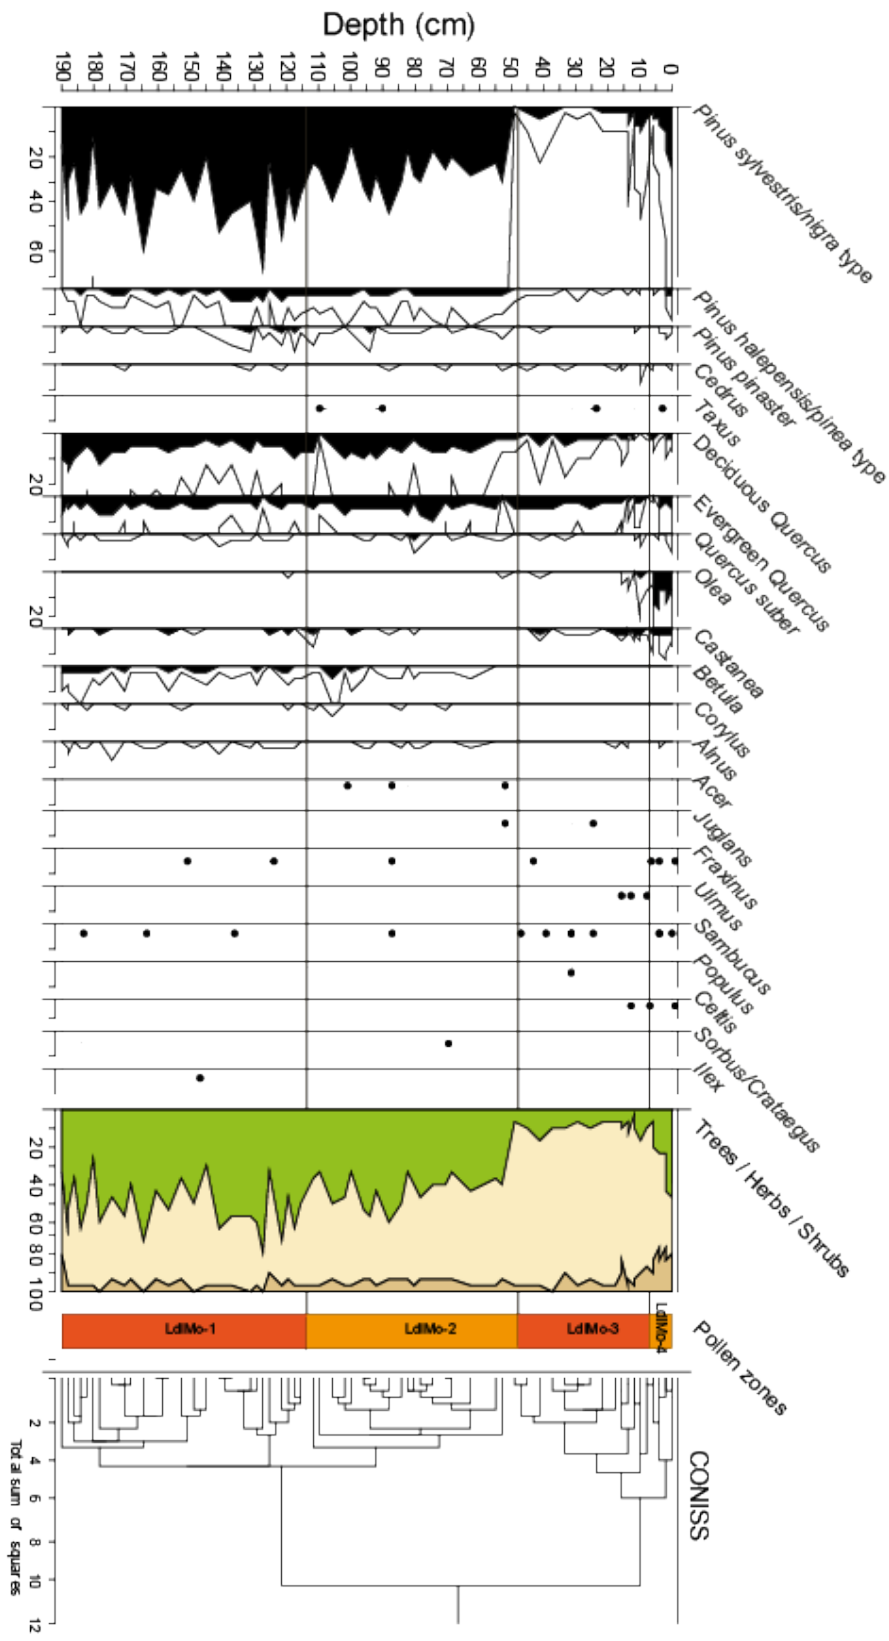 Depth (cm)
190 180 170 160 150 140 130 120 110 100 90 80 70 60 50 40 30 20 10 0
Pinus sylvestris/nigra type
20 40 60
Pinus halepensis/pinea type
Pinus pinaster
Cedrus
Taxus
Deciduous Quercus
20
Evergreen Quercus
Quercus suber
Olea
20
Castanea
Betula
Corylus
Alnus
Acer
Juglans
Fraxinus
Ulmus
Sambucus
Populus
Celtis
Sorbus/Crataegus
Ilex
Trees / Herbs / Shrubs
20 40 60 80 100
Pollen zones
LdlMo-1 LdlMo-2 LdlMo-3 LdlMo-4
CONISS
2 4 6 8 10 12
Total sum of squares